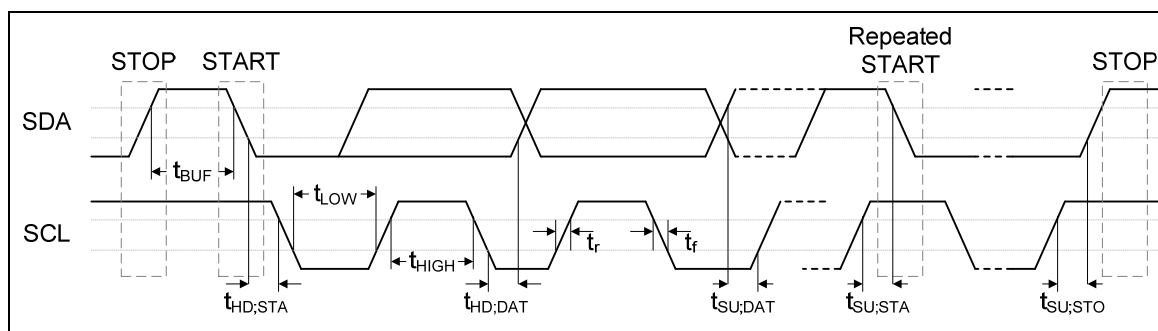 Repeated
STOP START START STOP
SDA
tBUF
tLOW
SCL
tHIGH tr tf
tHD;STA tHD;DAT tSU;DAT tSU;STA tSU;STO